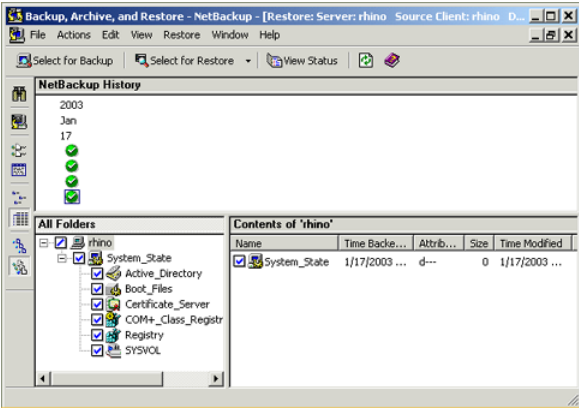 Backup, Archive, and Restore - NetBackup - [Restore: Server: rhino Source Client: rhino D...
File Actions Edit View Restore Window Help
Select for Backup Select for Restore View Status
NetBackup History
2003
Jan
17
All Folders
rhino
System_State
Active_Directory
Boot_Files
Certificate_Server
COM+_Class_Registr
Registry
SYSVOL
Contents of 'rhino'
Name Time Backe... Attrib... Size Time Modified
System_State 1/17/2003 ... d--- 0 1/17/2003 ...